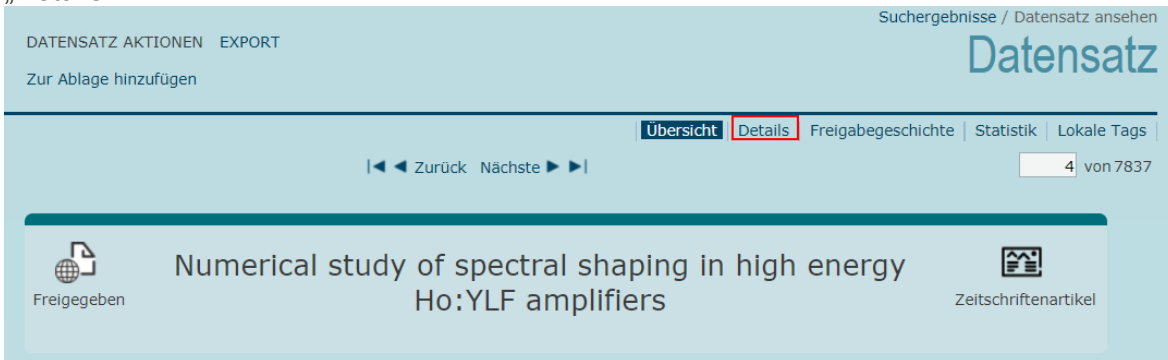 Suchergebnisse / Datensatz ansehen
DATENSATZ AKTIONEN EXPORT
Datensatz
Zur Ablage hinzufügen
Übersicht | Details | Freigabegeschichte | Statistik | Lokale Tags |
Zurück Nächste
4 von 7837
Numerical study of spectral shaping in high energy
Ho:YLF amplifiers
Freigegeben
Zeitschriftenartikel